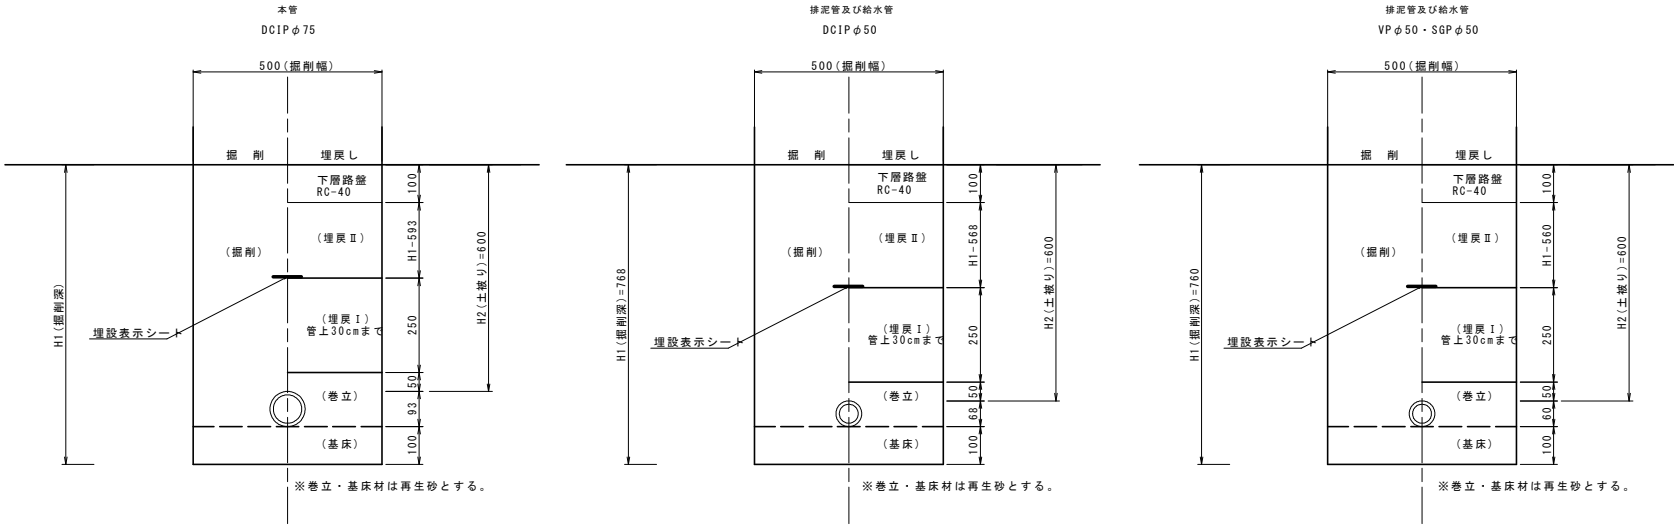 本管
DCIPφ75
500(掘削幅)
掘 削
埋戻し
下層路盤
RC-40
100
(掘削)
(埋戻Ⅱ)
H1-593
H2(土被り)=600
H1(掘削深)
埋設表示シート
(埋戻Ⅰ)
管上30cmまで
250
50
(巻立)
93
(基床)
100
※巻立・基床材は再生砂とする。
排泥管及び給水管
DCIPφ50
500(掘削幅)
掘 削
埋戻し
下層路盤
RC-40
100
(掘削)
(埋戻Ⅱ)
H1-568
H2(土被り)=600
H1(掘削深)=768
埋設表示シート
(埋戻Ⅰ)
管上30cmまで
250
50
(巻立)
68
(基床)
100
※巻立・基床材は再生砂とする。
排泥管及び給水管
VPφ50・SGPφ50
500(掘削幅)
掘 削
埋戻し
下層路盤
RC-40
100
(掘削)
(埋戻Ⅱ)
H1-560
H2(土被り)=600
H1(掘削深)=760
埋設表示シート
(埋戻Ⅰ)
管上30cmまで
250
50
(巻立)
60
(基床)
100
※巻立・基床材は再生砂とする。